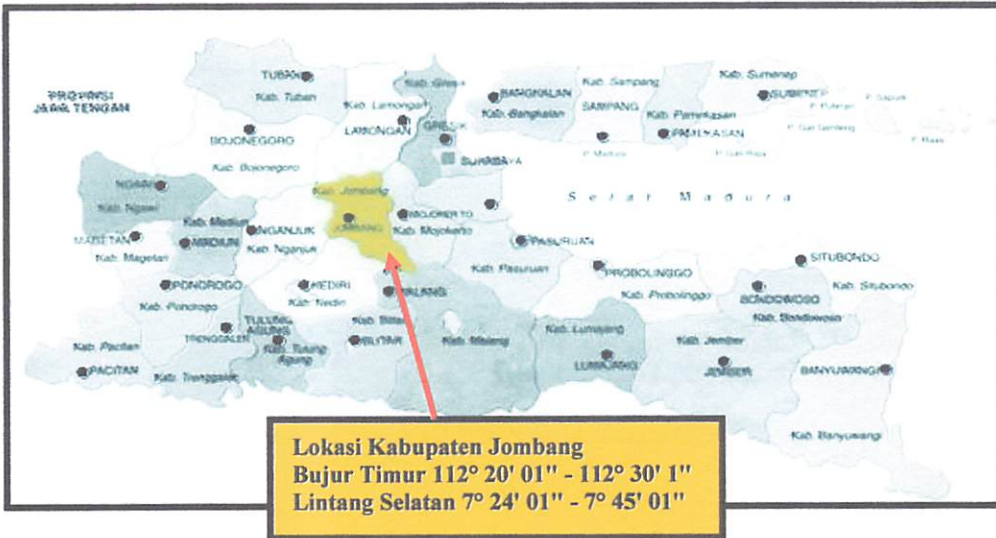 PROVINSI
JAWA TENGAH
TUBAN
Kab. Tuban
BOJONEGORO
Kab. Bojonegoro
Kab. Lamongan
LAMONGAN
Kab. Gresik
GRESIK
SURABAYA
BANGKALAN
Kab. Bangkalan
Kab. Sampang
SAMPANG
Kab. Pamekasan
PAMEKASAN
Kab. Sumenep
SUMENEP
P. Madura
Selat Madura
NGAWI
Kab. Ngawi
Kab. Madiun
MADIUN
MAGETAN
Kab. Magetan
NGANJUK
Kab. Nganjuk
Kab. Jombang
JOMBANG
MOJOKERTO
Kab. Mojokerto
PASURUAN
Kab. Pasuruan
PROBOLINGGO
Kab. Probolinggo
SITUBONDO
Kab. Situbondo
BONDOWOSO
Kab. Bondowoso
PONOROGO
Kab. Ponorogo
KEDIRI
Kab. Kediri
MALANG
Kab. Malang
TRENGGALEK
Kab. Trenggalek
TULUNG
AGUNG
Kab. Tulung
Agung
Kab. Blitar
BLITAR
Kab. Pacitan
PACITAN
Kab. Lumajang
LUMAJANG
Kab. Jember
JEMBER
BANYUWANGI
Kab. Banyuwangi
Lokasi Kabupaten Jombang
Bujur Timur 112° 20' 01" - 112° 30' 1"
Lintang Selatan 7° 24' 01" - 7° 45' 01"